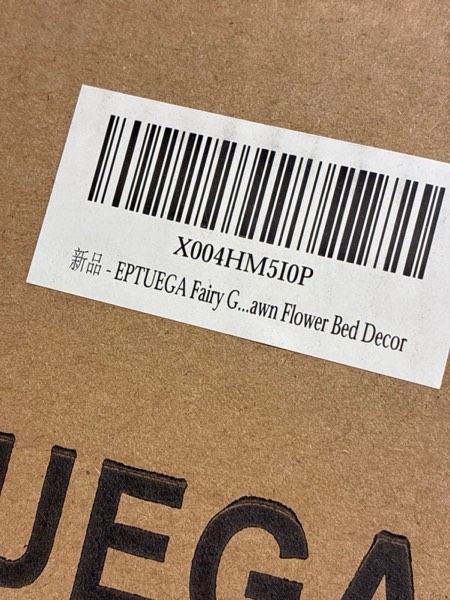 X004HM5I0P
新品 - EPTUEGA Fairy G...awn Flower Bed Decor
UEGA